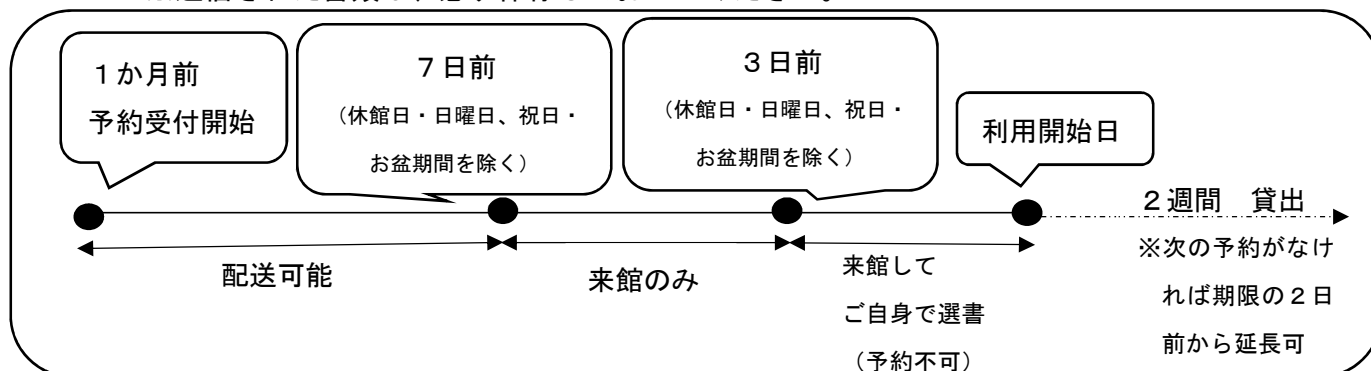 1か月前
予約受付開始
7日前
（休館日・日曜日、祝日・
お盆期間を除く）
3日前
（休館日・日曜日、祝日・
お盆期間を除く）
利用開始日
2週間　貸出
配送可能
来館のみ
来館して
ご自身で選書
（予約不可）
※次の予約がなけ
れば期限の2日
前から延長可